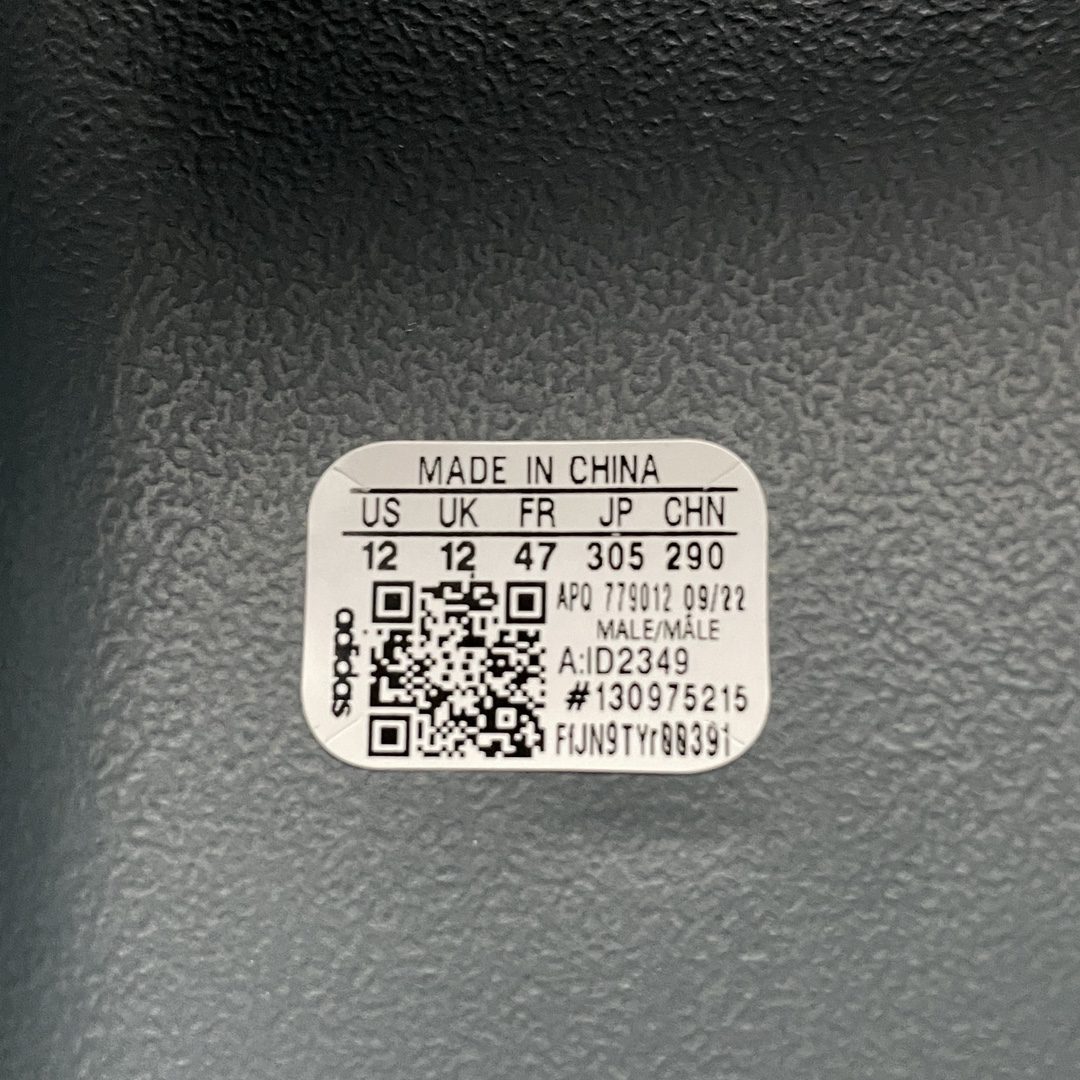 MADE IN CHINA
US UK FR JP CHN
12 12 47 305 290
adidas
APQ 779012 09/22
MALE/MÂLE
A:ID2349
#130975215
FfJN9TYr00391